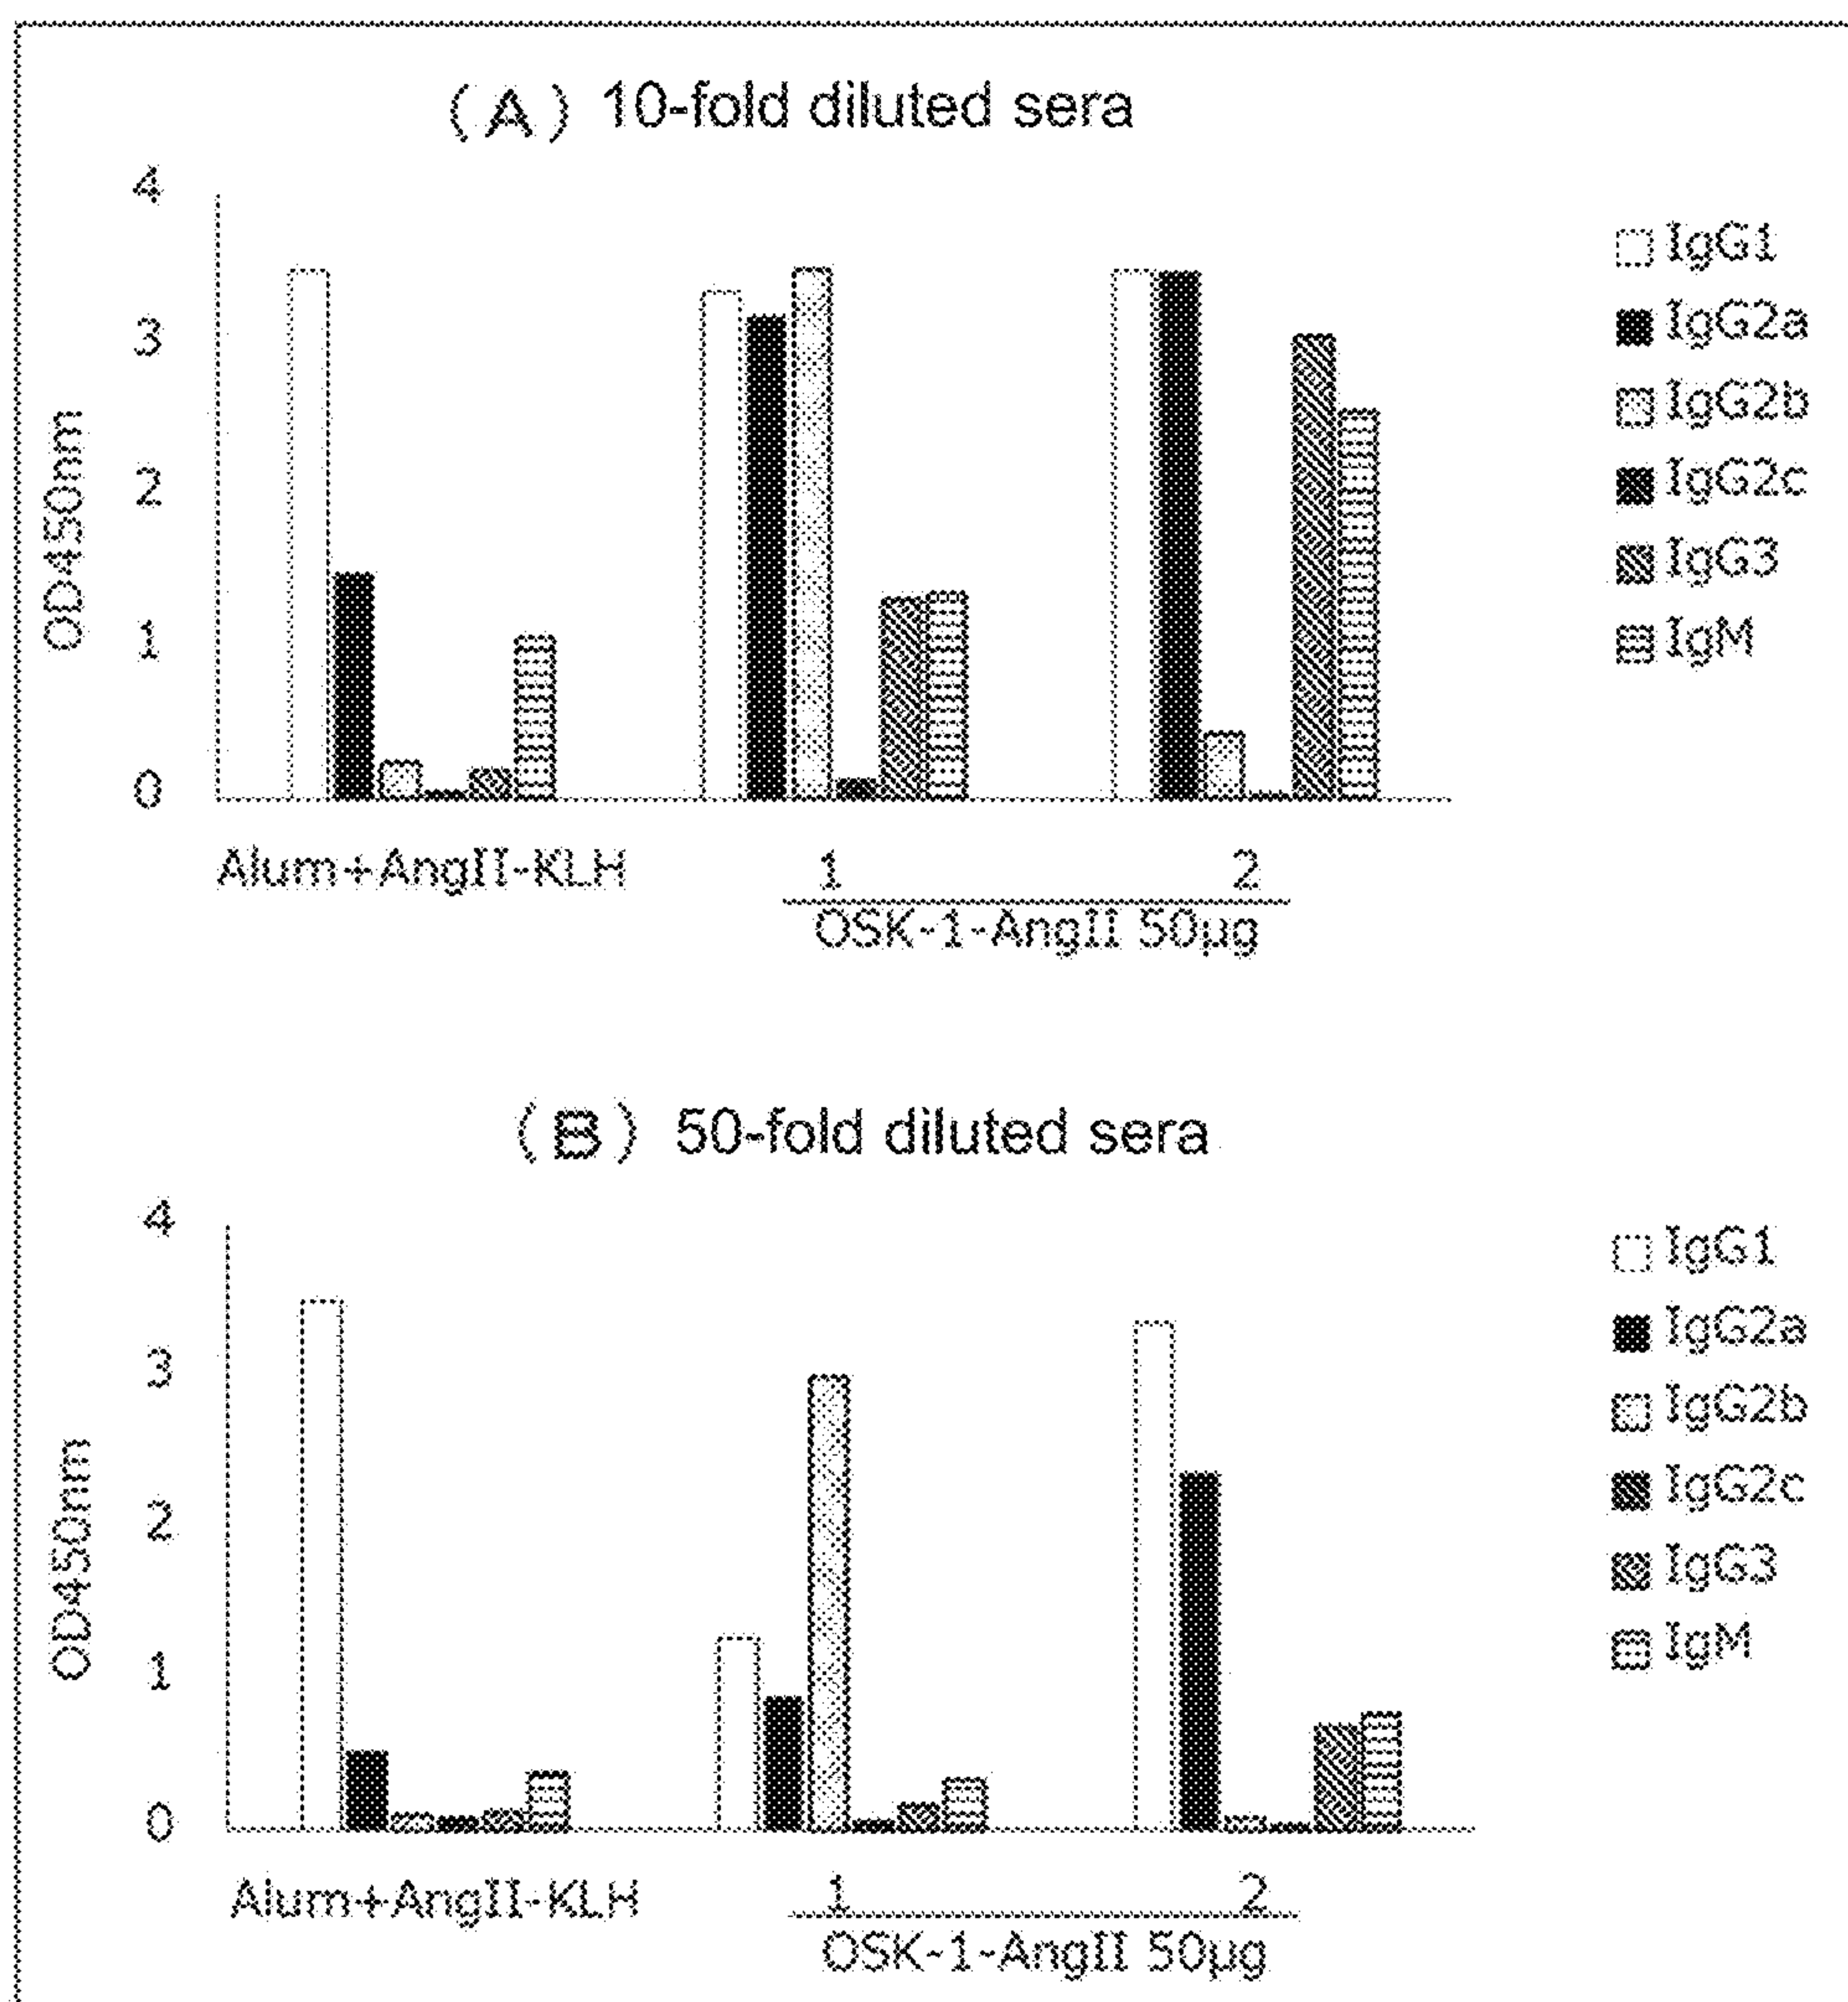 (A) 10-fold diluted sera
4
3
2
1
0
OD450nm
IgG1
IgG2a
IgG2b
IgG2c
IgG3
IgM
Alum+AngII-KLH
1
2
OSK-1-AngII 50μg
(B) 50-fold diluted sera
4
3
2
1
0
OD450nm
IgG1
IgG2a
IgG2b
IgG2c
IgG3
IgM
Alum+AngII-KLH
1
2
OSK-1-AngII 50μg